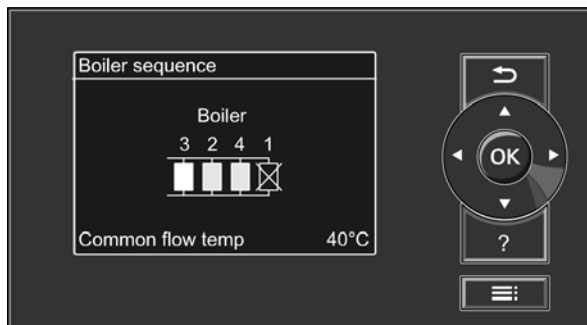 Boiler sequence
Boiler
3 2 4 1
Common flow temp 40°C
OK
?